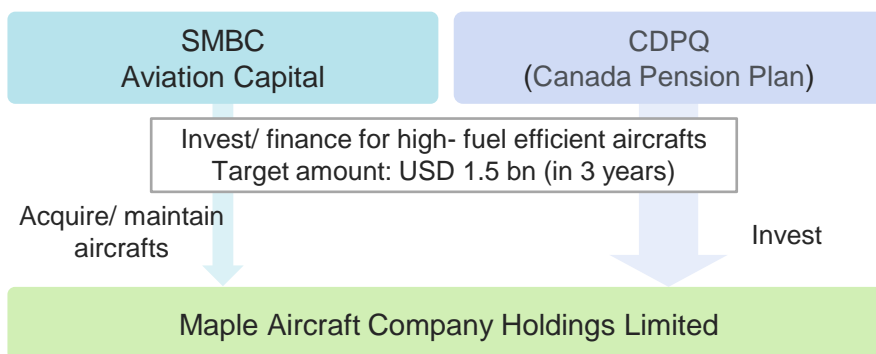 SMBC
Aviation Capital
CDPQ
(Canada Pension Plan)
Invest/ finance for high- fuel efficient aircrafts
Target amount: USD 1.5 bn (in 3 years)
Acquire/ maintain
aircrafts
Invest
Maple Aircraft Company Holdings Limited